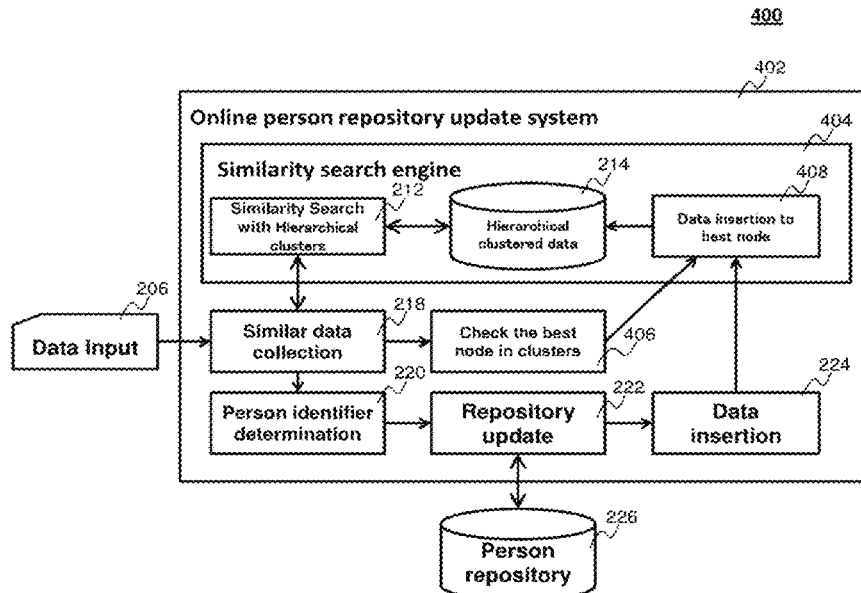 400
402
Online person repository update system
404
Similarity search engine
212
214
408
Similarity Search
with Hierarchical
clusters
Hierarchical
clustered data
Data insertion to
best node
206
Data input
218
Similar data
collection
Check the best
node in clusters
406
220
Person identifier
determination
222
Repository
update
224
Data
insertion
226
Person
repository